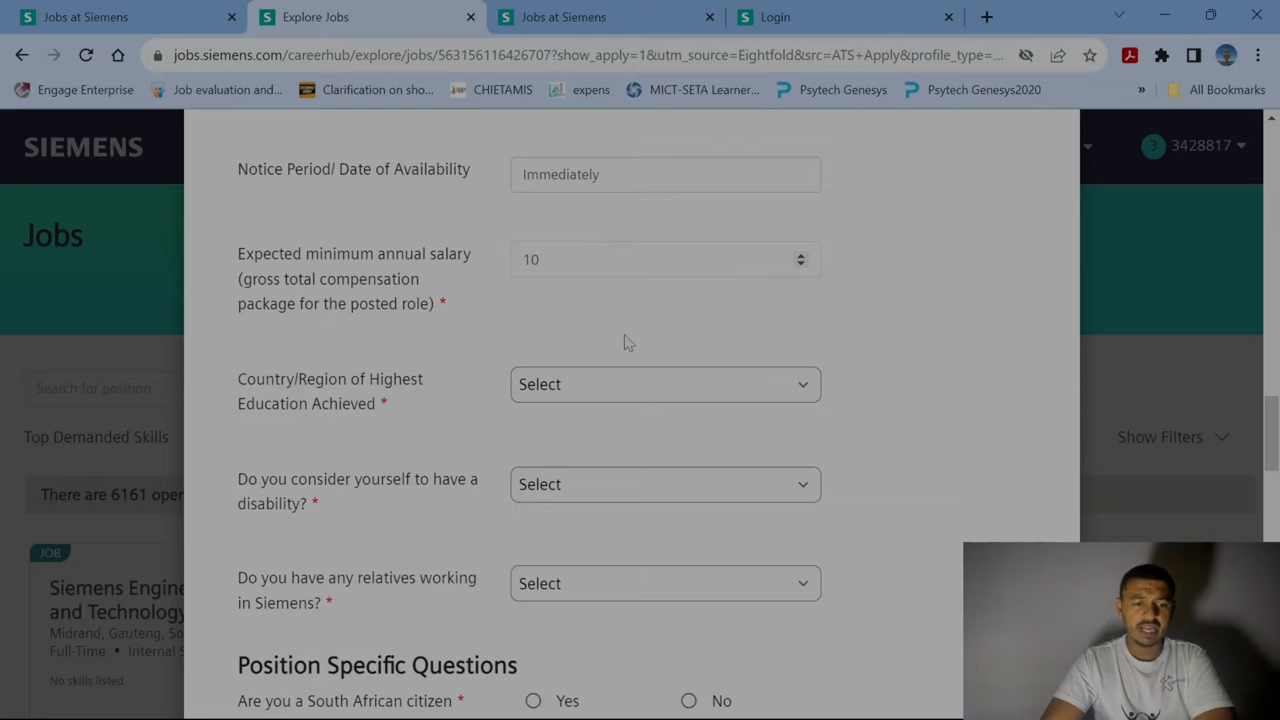 Jobs at Siemens
Explore Jobs
Jobs at Siemens
Login
jobs.siemens.com/careerhub/explore/jobs/563156116426707?show_apply=1&utm_source=Eightfold&src=ATS+Apply&profile_type=...
Engage Enterprise
Job evaluation and...
Clarification on sho...
CHIETAMIS
expens
MICT-SETA Learner...
Psytech Genesys
Psytech Genesys2020
»
All Bookmarks
SIEMENS
3 3428817
Jobs
Notice Period/ Date of Availability
Immediately
Expected minimum annual salary
(gross total compensation
package for the posted role) *
10
Country/Region of Highest
Education Achieved *
Select
Do you consider yourself to have a
disability? *
Select
Do you have any relatives working
in Siemens? *
Select
Position Specific Questions
Are you a South African citizen *
Yes
No
Search for position
Top Demanded Skills
Show Filters
There are 6161 open
JOB
Siemens Engine
and Technology
Midrand, Gauteng, So
Full-Time • Internal S
No skills listed